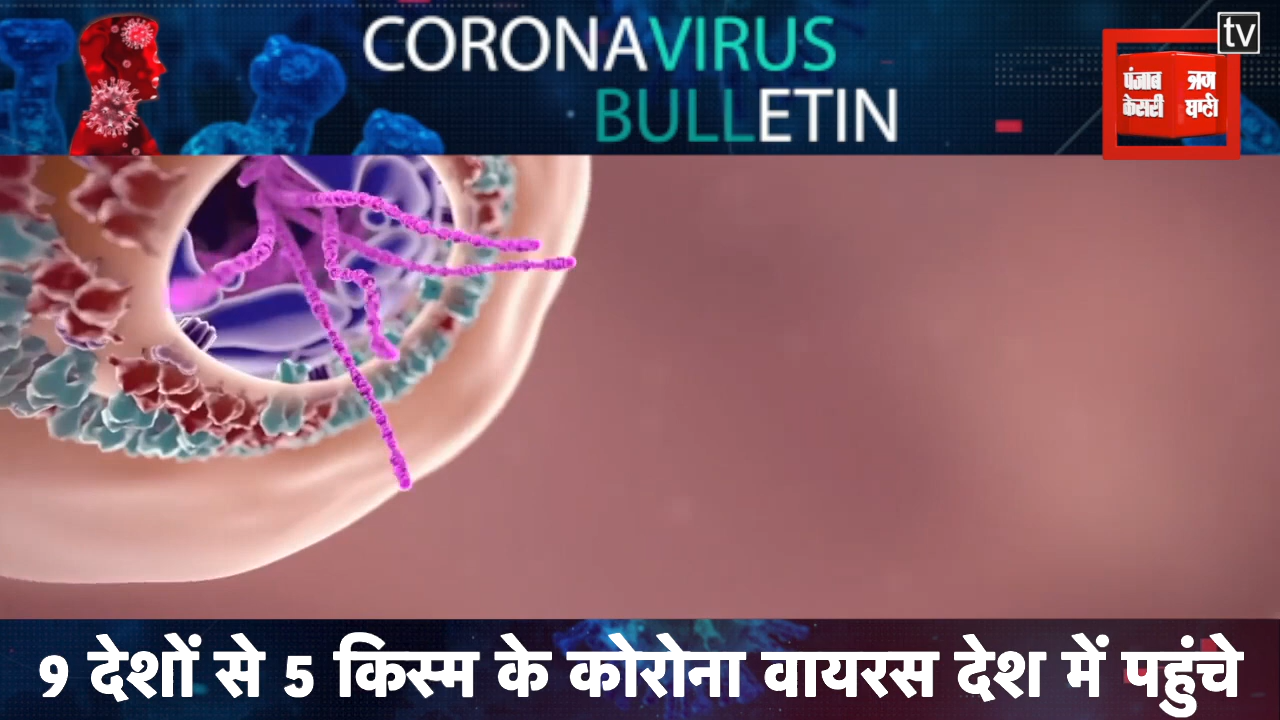 CORONAVIRUS
BULLETIN
tv
पंजाब
केसरी
9 देशों से 5 किस्म के कोरोना वायरस देश में पहुंचे